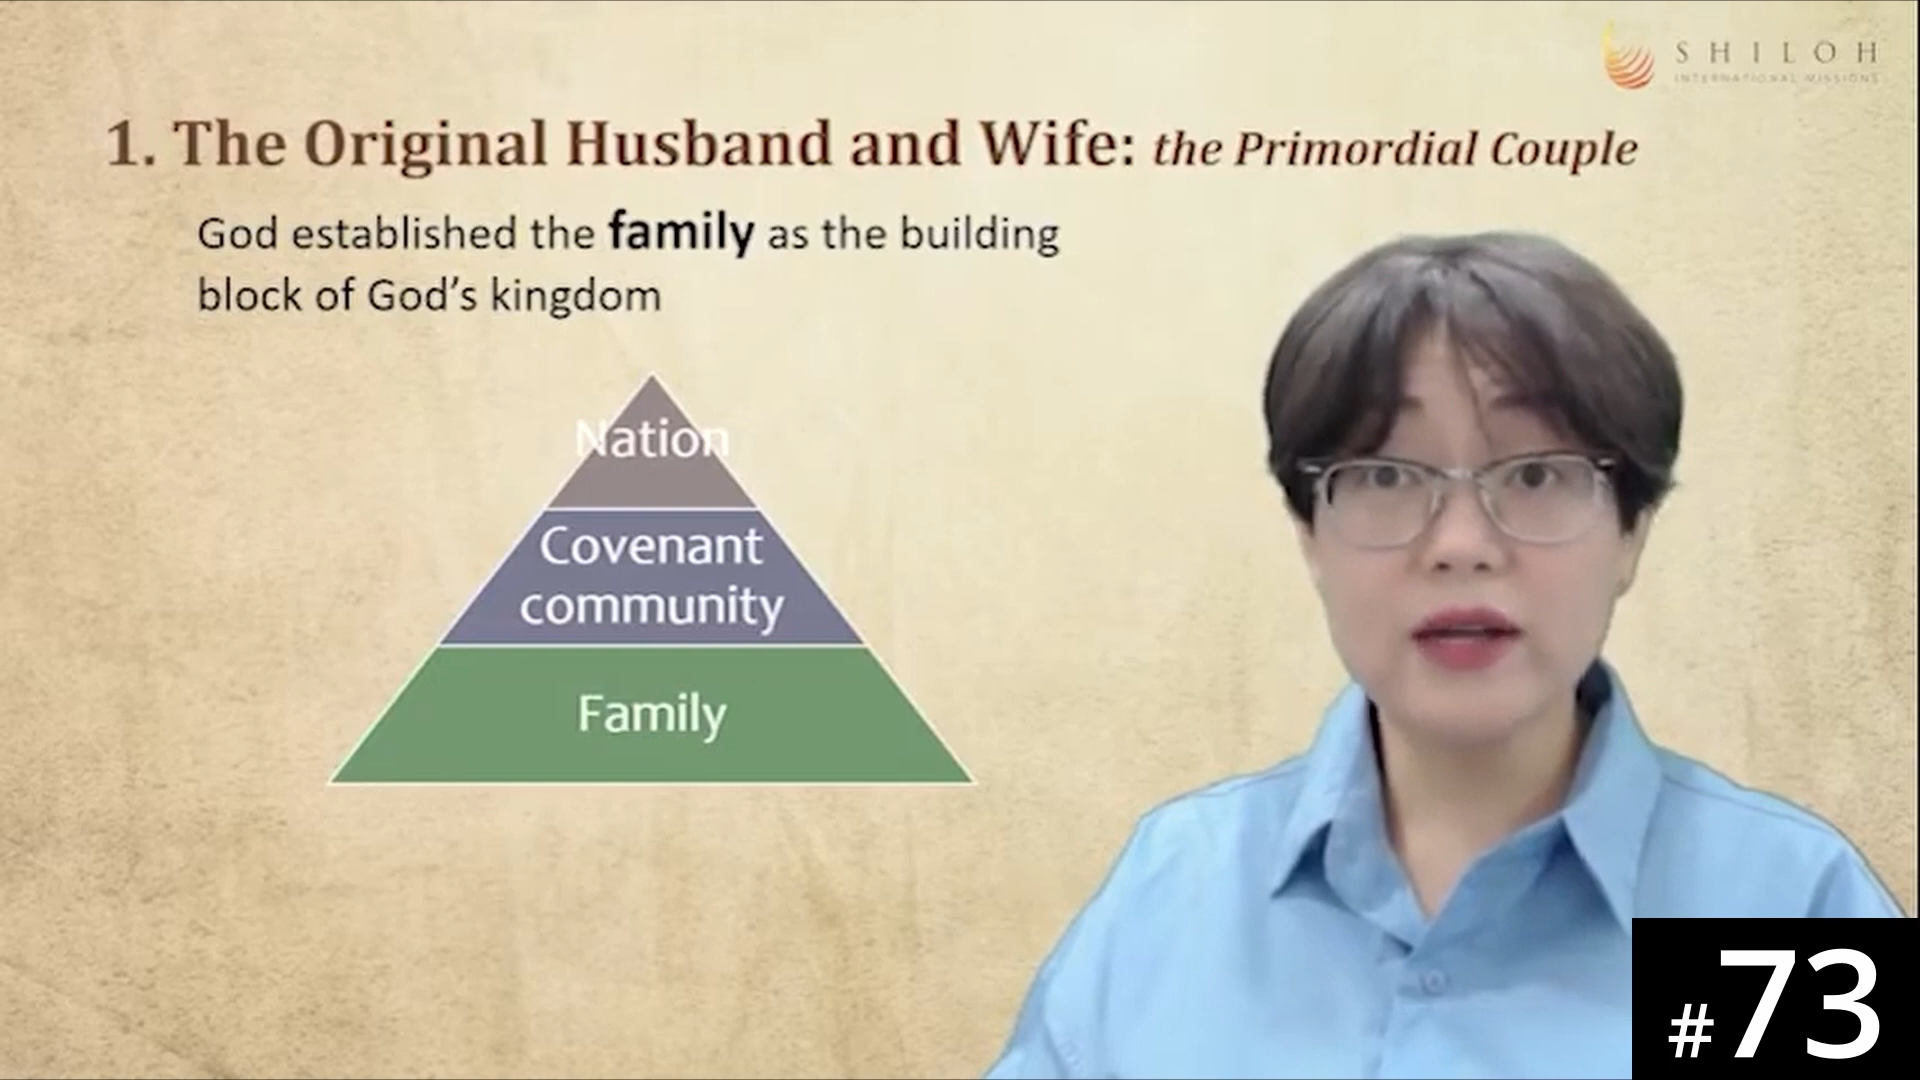 SHILOH
INTERNATIONAL MISSIONS
1. The Original Husband and Wife: the Primordial Couple
God established the family as the building
block of God’s kingdom
Nation
Covenant
community
Family
#73